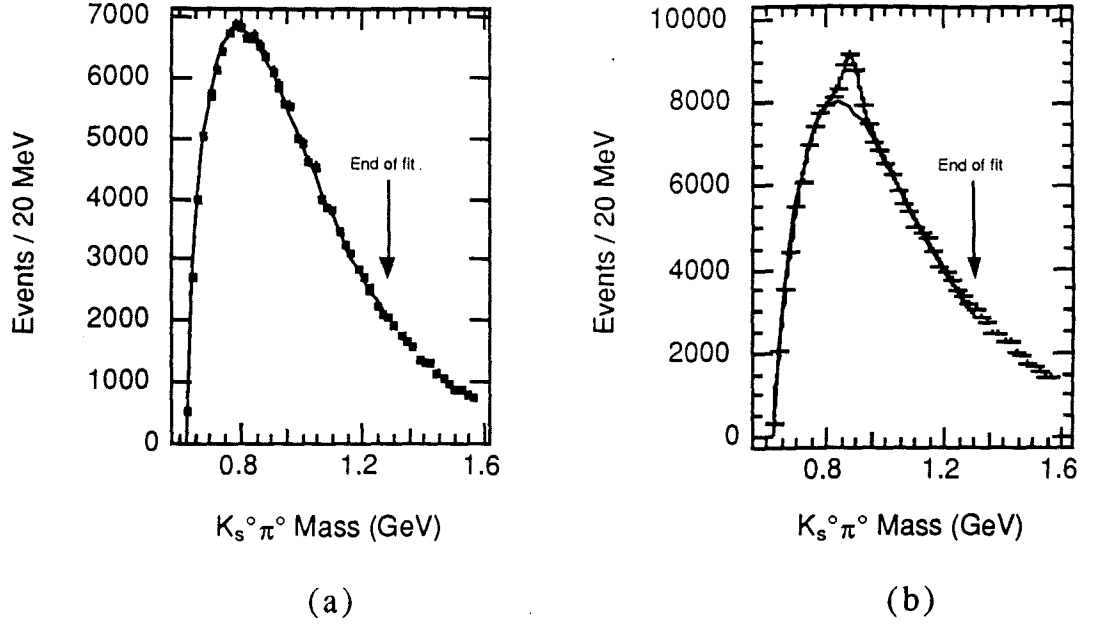 7000
6000
5000
4000
3000
2000
1000
0
Events / 20 MeV
End of fit .
0.8 1.2 1.6
Ks°π° Mass (GeV)
(a)
10000
8000
6000
4000
2000
0
Events / 20 MeV
End of fit
0.8 1.2 1.6
Ks°π° Mass (GeV)
(b)